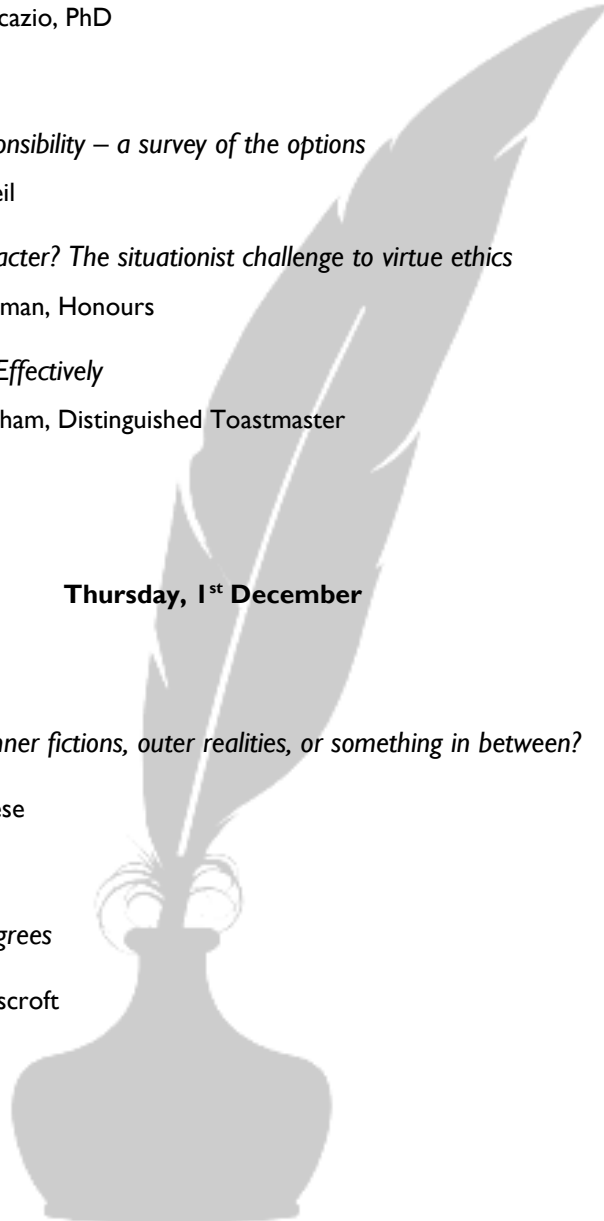 cazio, PhD
onsibility – a survey of the options
eil
acter? The situationist challenge to virtue ethics
man, Honours
Effectively
ham, Distinguished Toastmaster
Thursday, 1st December
nner fictions, outer realities, or something in between?
ese
grees
scroft